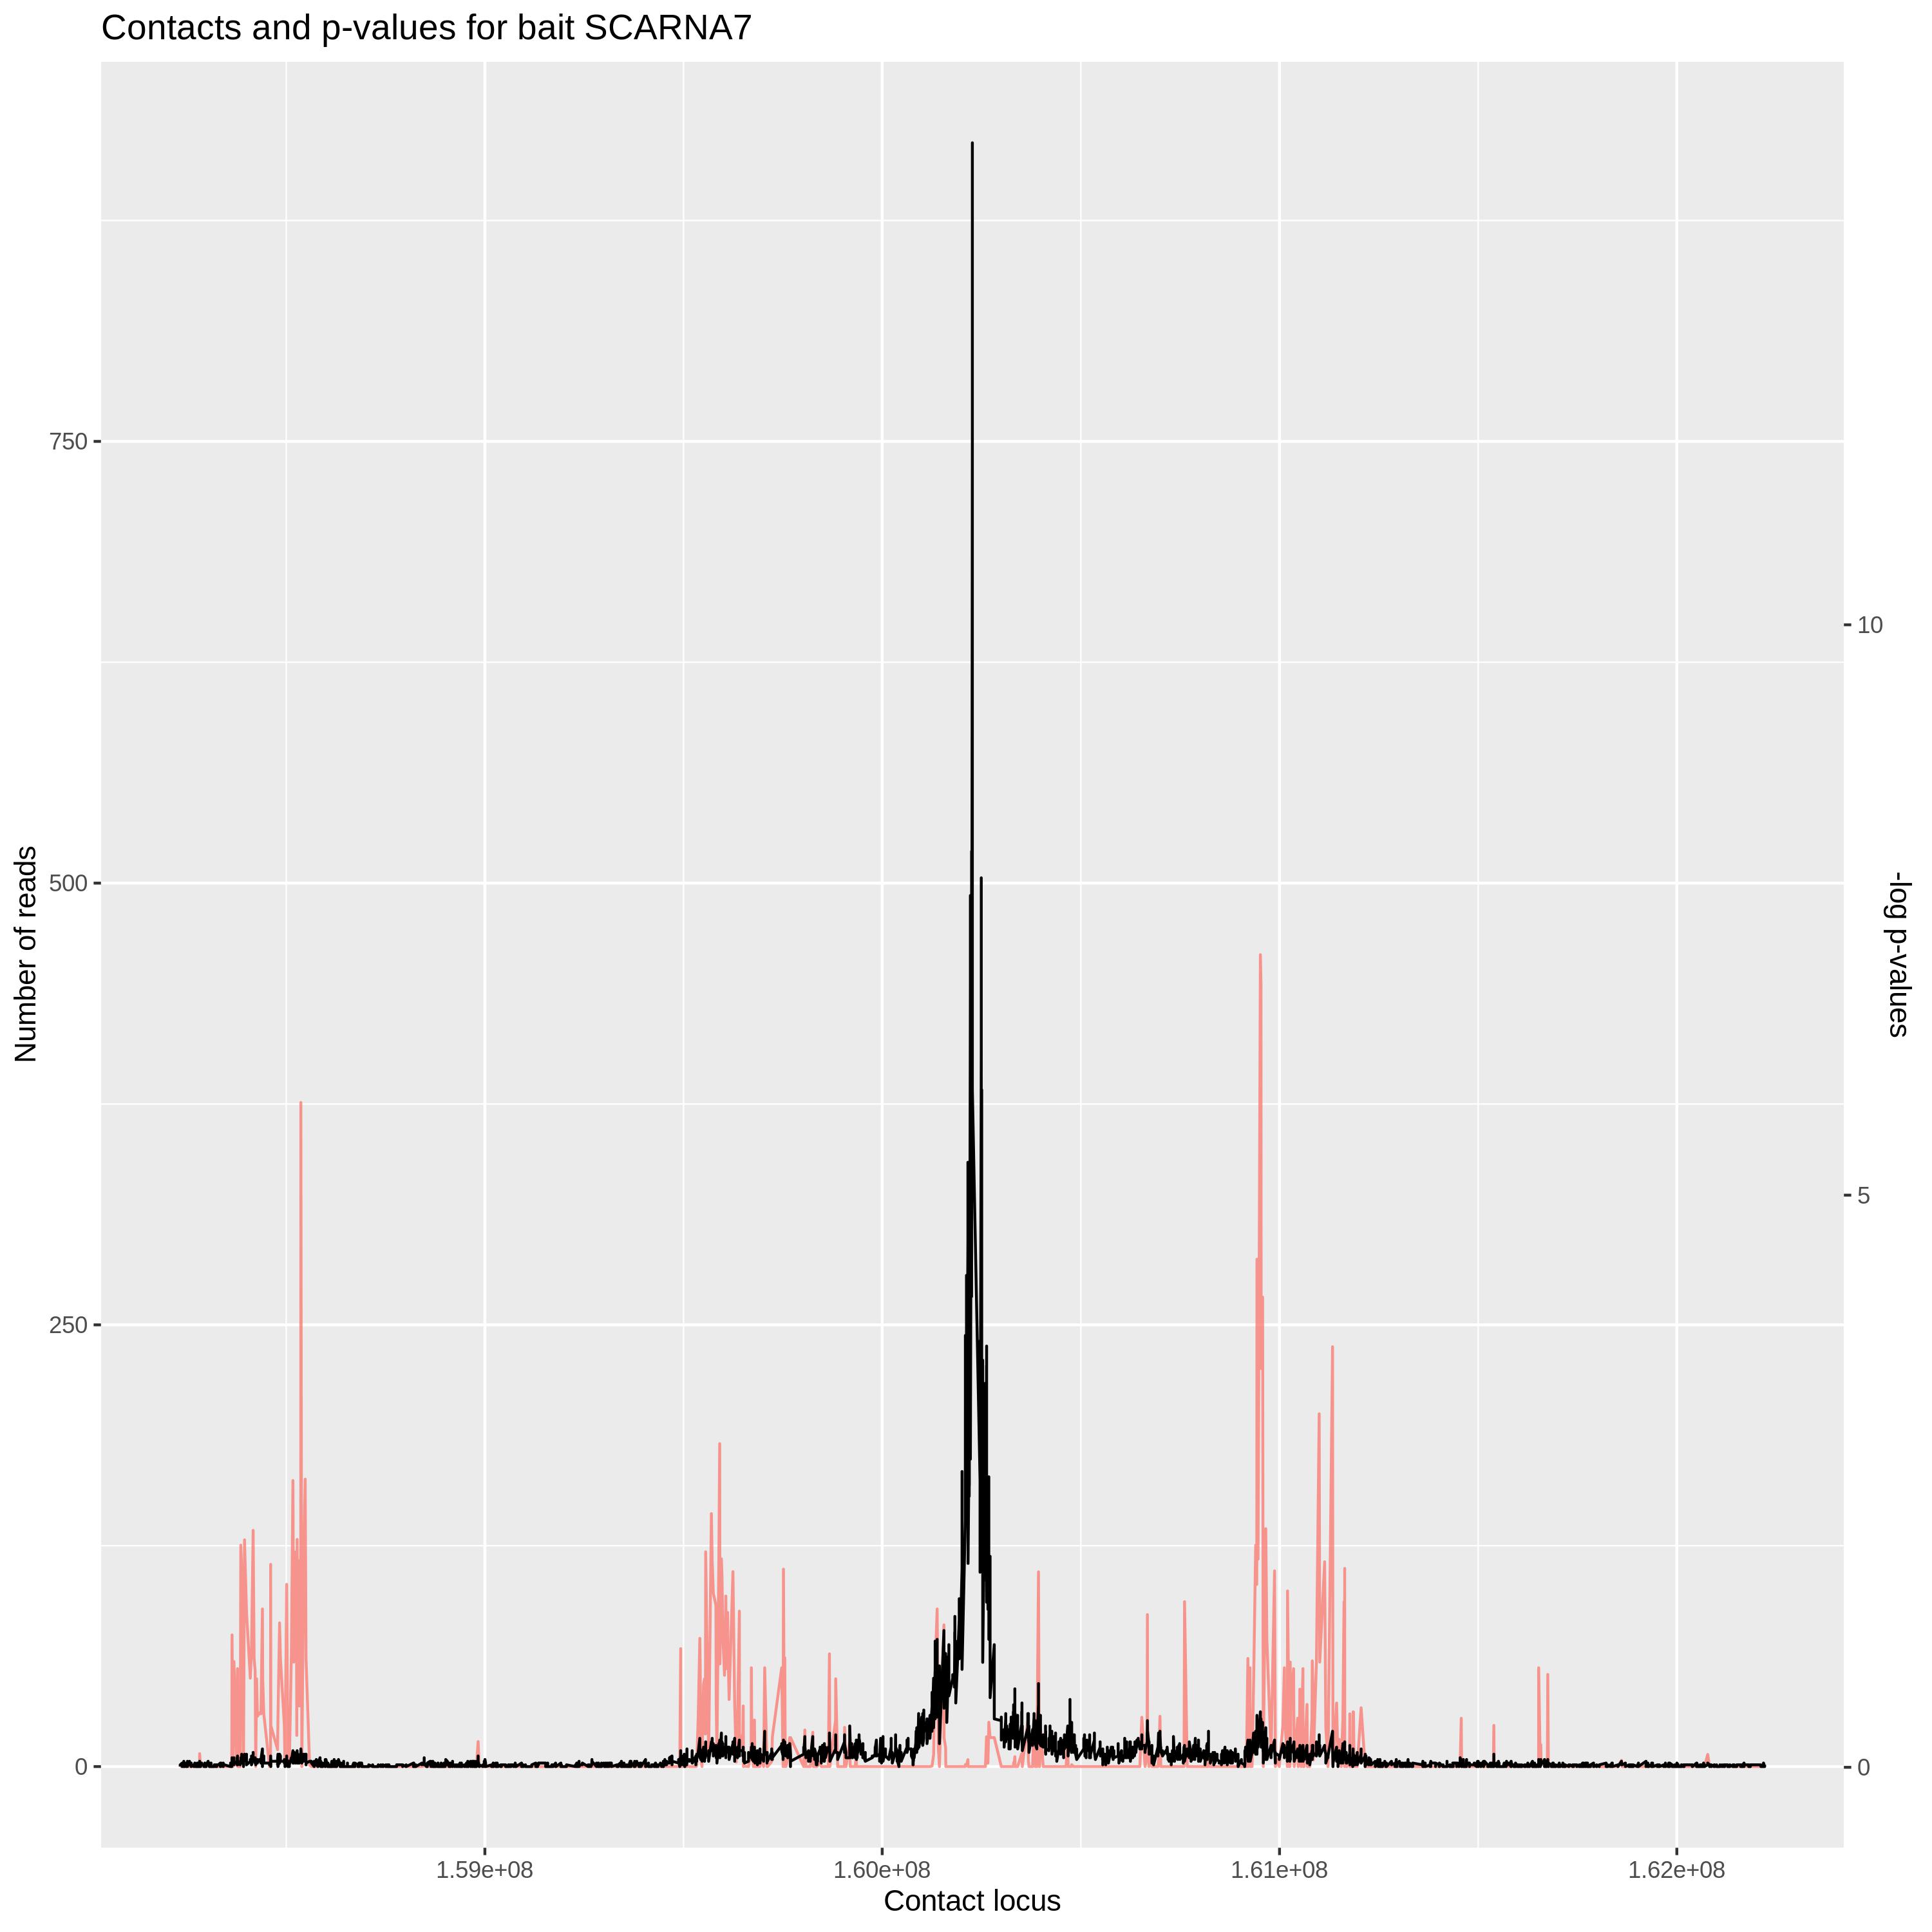 Contacts and p-values for bait SCARNA7
750
500
250
0
Number of reads
10
5
0
-log p-values
1.59e+08
1.60e+08
1.61e+08
1.62e+08
Contact locus